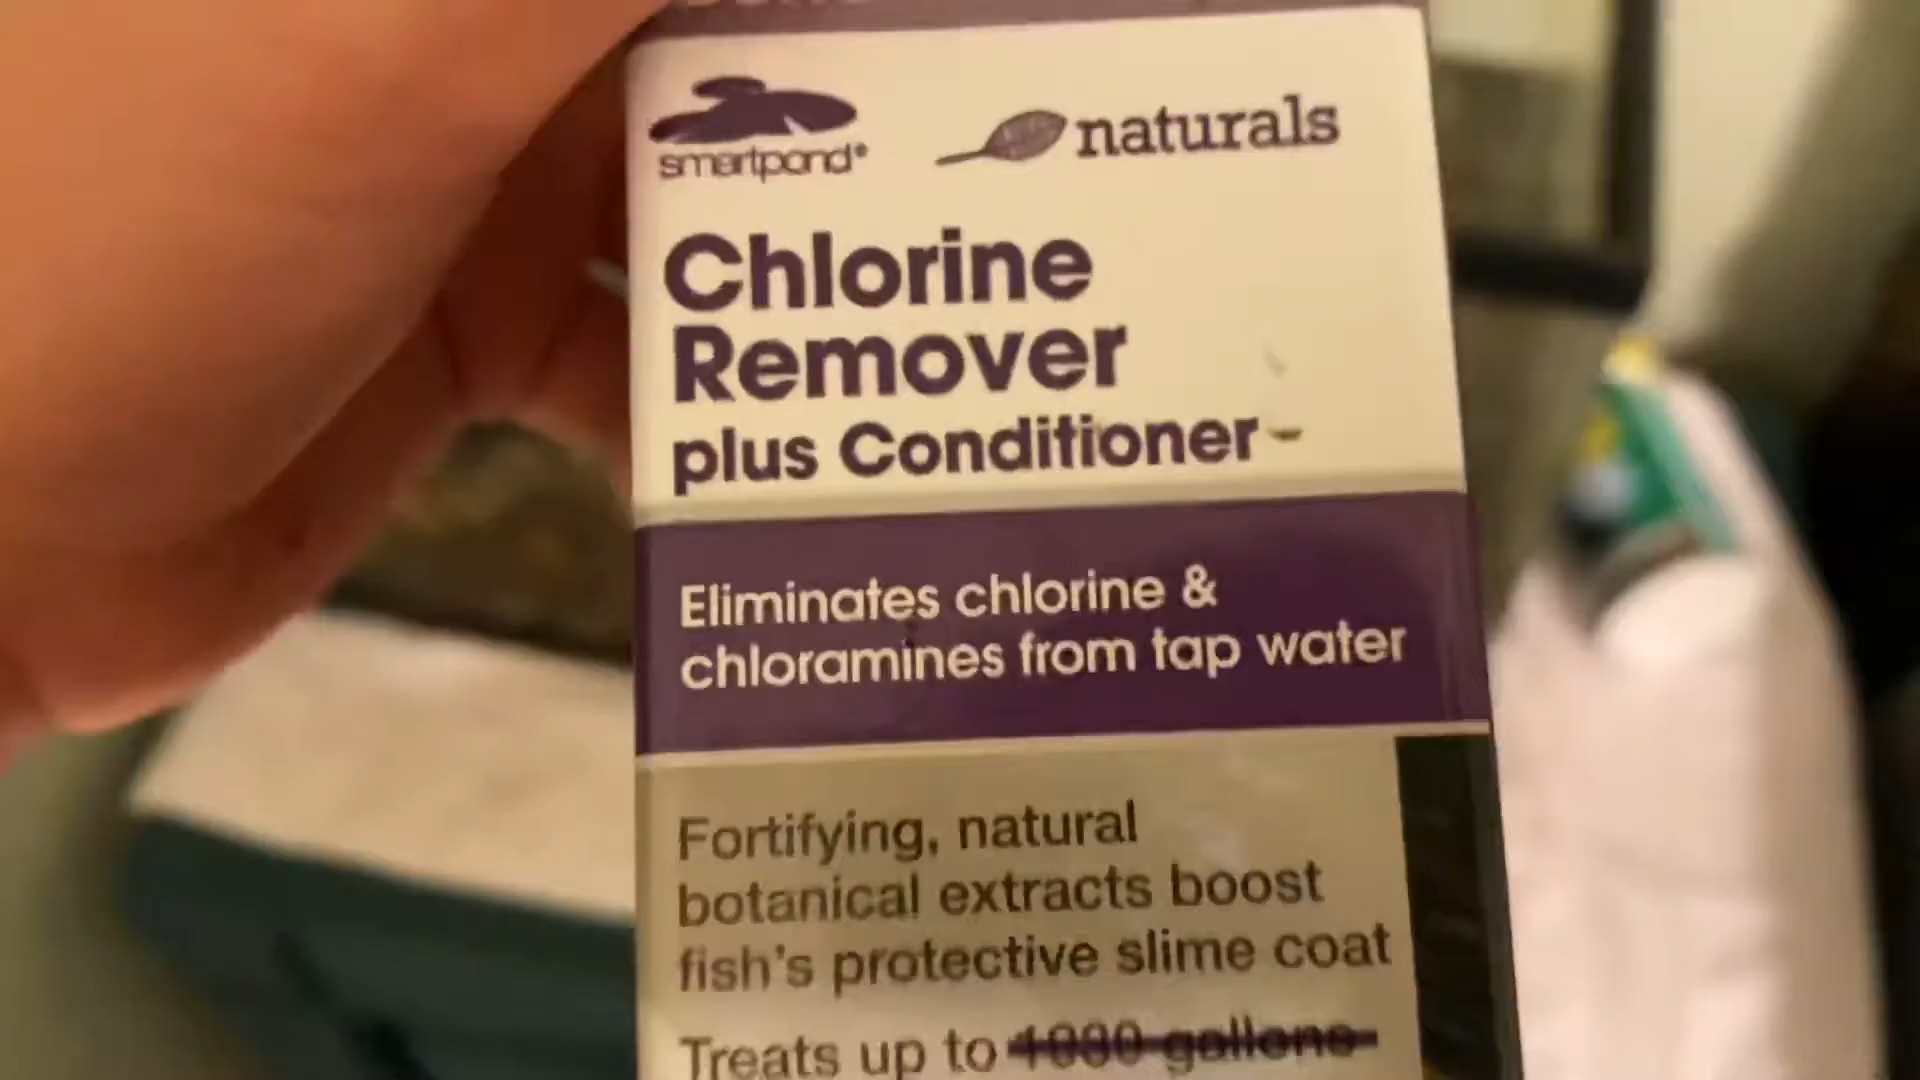 smartpond®
naturals
Chlorine
Remover
plus Conditioner
Eliminates chlorine &
chloramines from tap water
Fortifying, natural
botanical extracts boost
fish's protective slime coat
Treats up to 1000 gallons